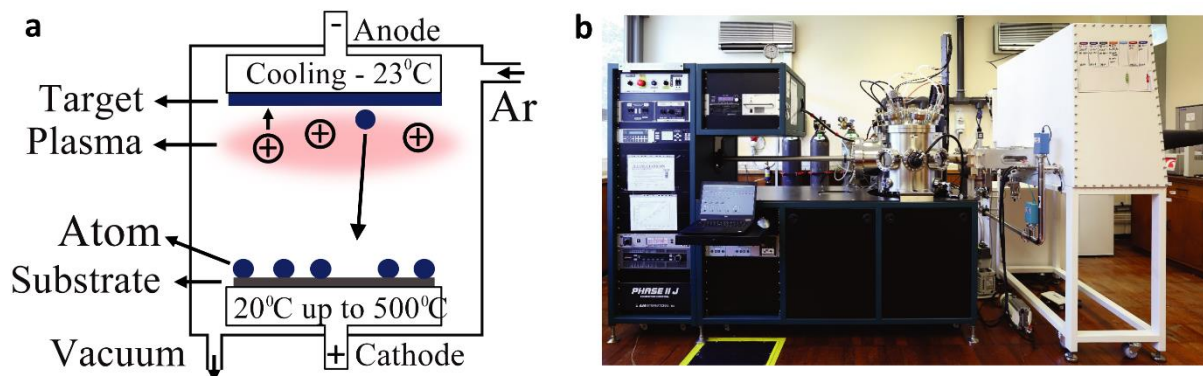 a
-
Anode
Cooling - 23⁰C
Ar
Target
Plasma
+
+
+
Atom
Substrate
20⁰C up to 500⁰C
Vacuum
+
Cathode
b
PHASE II J